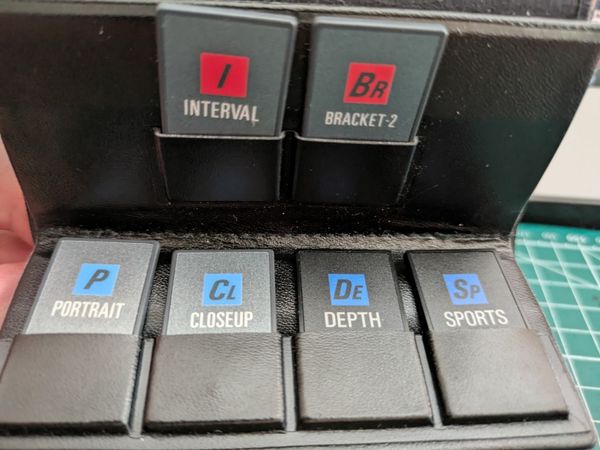 I
INTERVAL
BR
BRACKET-2
P
PORTRAIT
CL
CLOSEUP
DE
DEPTH
SP
SPORTS